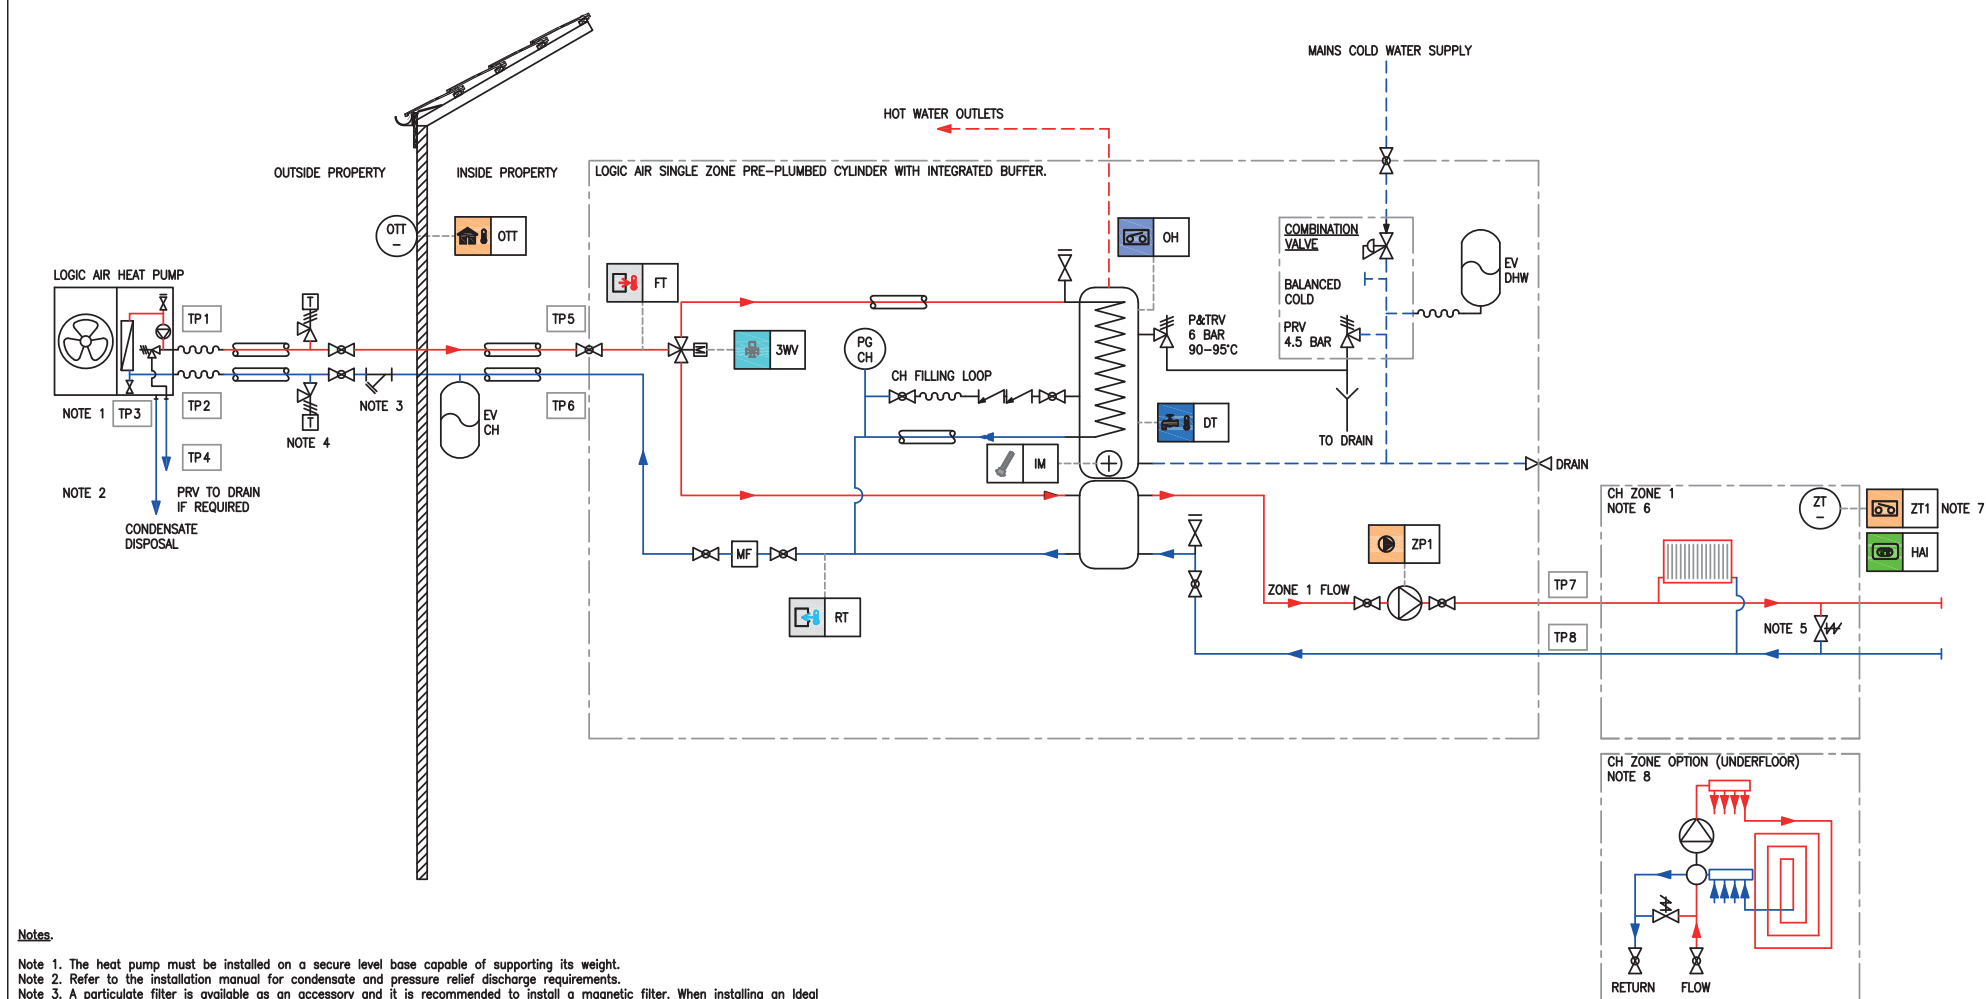 MAINS COLD WATER SUPPLY
HOT WATER OUTLETS
OUTSIDE PROPERTY
INSIDE PROPERTY
LOGIC AIR SINGLE ZONE PRE-PLUMBED CYLINDER WITH INTEGRATED BUFFER.
OTT
-
OTT
OH
COMBINATION
VALVE
EV
DHW
LOGIC AIR HEAT PUMP
FT
BALANCED
COLD
TP1
T
TP5
P&TRV
6 BAR
90-95°C
PRV
4.5 BAR
M
3WV
PG
CH
CH FILLING LOOP
NOTE 1
TP3
TP2
NOTE 3
TP6
EV
CH
T
NOTE 4
DT
TO DRAIN
TP4
IM
DRAIN
NOTE 2
PRV TO DRAIN
IF REQUIRED
CONDENSATE
DISPOSAL
CH ZONE 1
NOTE 6
ZT
-
ZT1
NOTE 7
HAI
MF
ZP1
ZONE 1 FLOW
TP7
RT
NOTE 5
TP8
CH ZONE OPTION (UNDERFLOOR)
NOTE 8
RETURN
FLOW
Notes.
Note 1. The heat pump must be installed on a secure level base capable of supporting its weight.
Note 2. Refer to the installation manual for condensate and pressure relief discharge requirements.
Note 3. A particulate filter is available as an accessory and it is recommended to install a magnetic filter. When installing an Ideal